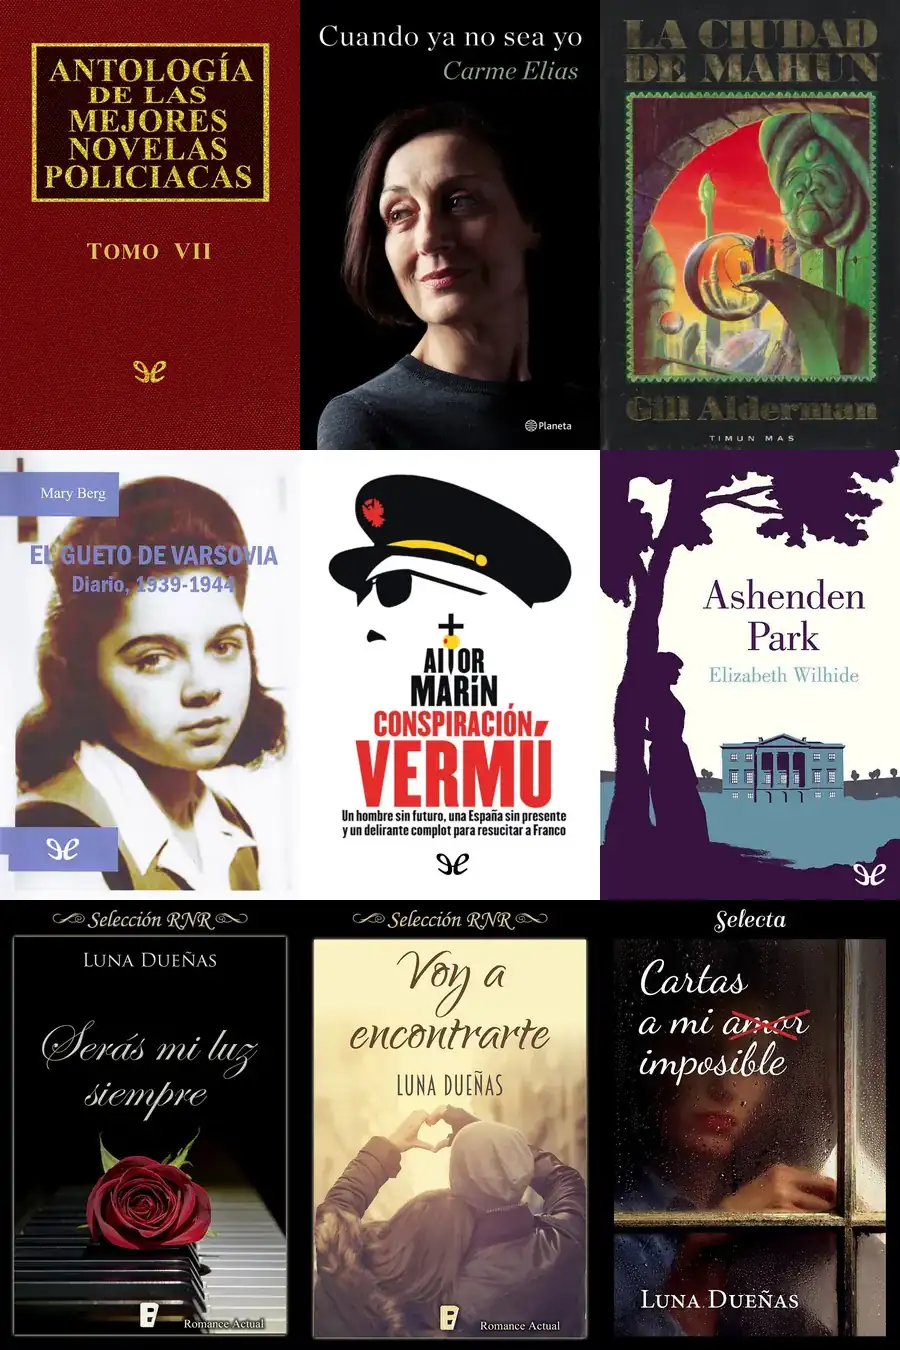 ANTOLOGÍA
DE LAS
MEJORES
NOVELAS
POLICIACAS
TOMO VII
Cuando ya no sea yo
Carme Elias
Planeta
LA CIUDAD
DE MAHUN
Gill Alderman
TIMUN MAS
Mary Berg
EL GUETO DE VARSOVIA
Diario, 1939-1944
AITOR
MARÍN
CONSPIRACIÓN
VERMÚ
Un hombre sin futuro, una España sin presente
y un delirante complot para resucitar a Franco
Ashenden
Park
Elizabeth Wilhide
Selección RNR
LUNA DUEÑAS
Serás mi luz
siempre
Romance Actual
Selección RNR
Voy a
encontrarte
LUNA DUEÑAS
Romance Actual
Selecta
Cartas
a mi amor
imposible
LUNA DUEÑAS